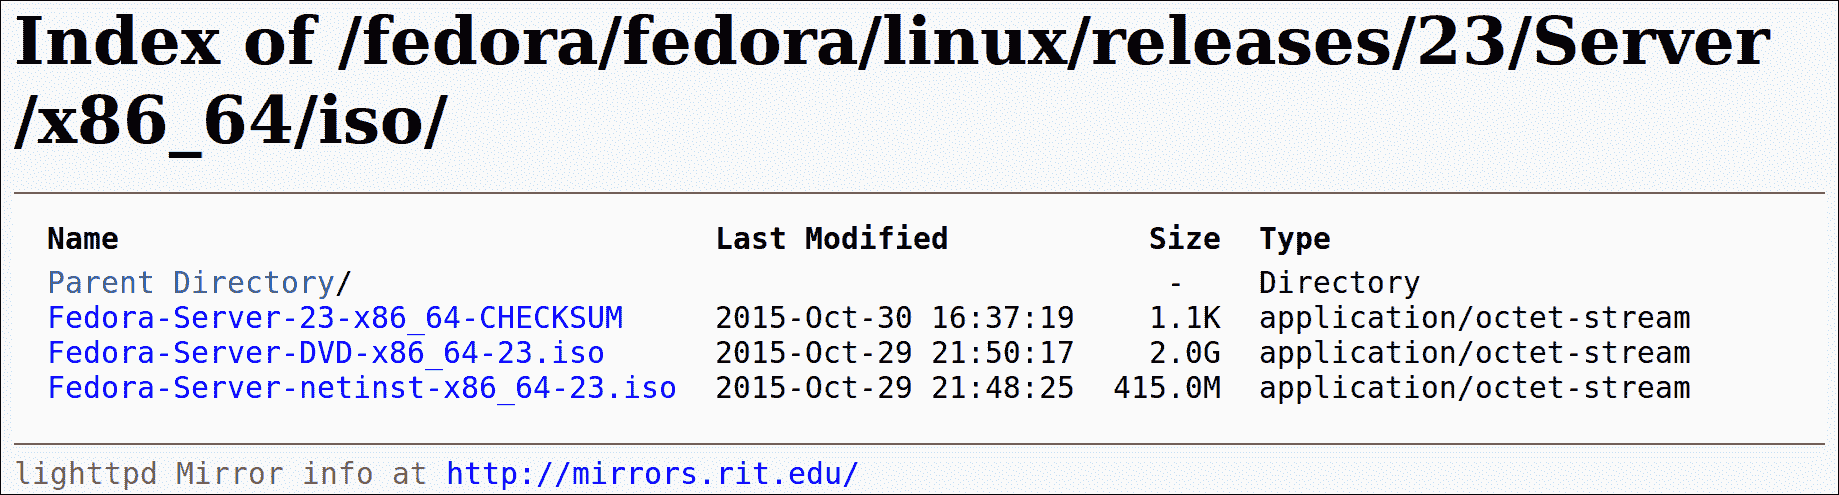 Index of /fedora/fedora/linux/releases/23/Server
/x86_64/iso/
Name Last Modified Size Type
Parent Directory/ - Directory
Fedora-Server-23-x86_64-CHECKSUM 2015-Oct-30 16:37:19 1.1K application/octet-stream
Fedora-Server-DVD-x86_64-23.iso 2015-Oct-29 21:50:17 2.0G application/octet-stream
Fedora-Server-netinst-x86_64-23.iso 2015-Oct-29 21:48:25 415.0M application/octet-stream
lighttpd Mirror info at http://mirrors.rit.edu/